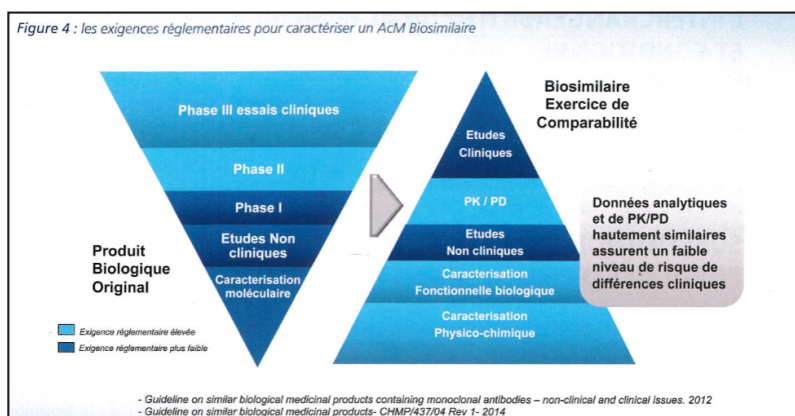 Figure 4 : les exigences réglementaires pour caractériser un AcM Biosimilaire
Phase III essais cliniques
Phase II
Phase I
Etudes Non
cliniques
Caractérisation
moléculaire
Produit
Biologique
Original
Exigence réglementaire élevée
Exigence réglementaire plus faible
Biosimilaire
Exercice de
Comparabilité
Etudes
Cliniques
PK / PD
Etudes
Non cliniques
Caracterisation
Fonctionnelle biologique
Caracterisation
Physico-chimique
Données analytiques
et de PK/PD
hautement similaires
assurent un faible
niveau de risque de
différences cliniques
- Guideline on similar biological medicinal products containing monoclonal antibodies – non-clinical and clinical issues. 2012
- Guideline on similar biological medicinal products- CHMP/437/04 Rev 1- 2014